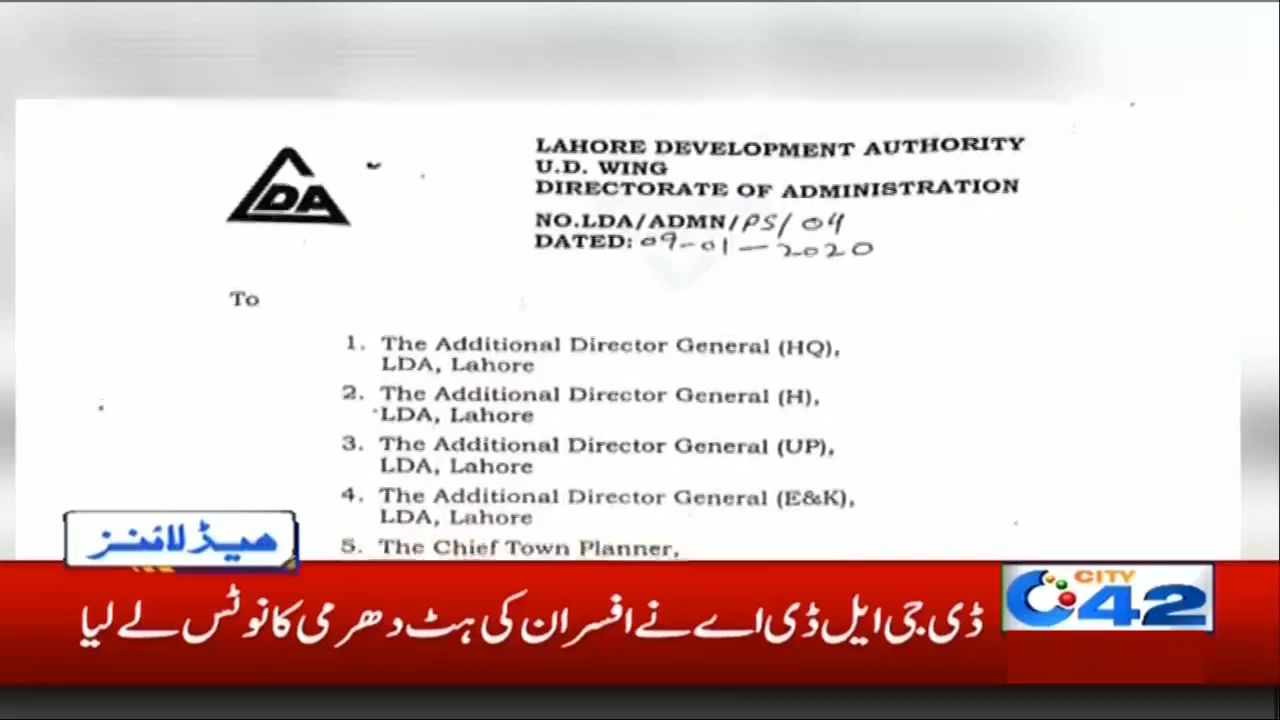 LDA
LAHORE DEVELOPMENT AUTHORITY
U.D. WING
DIRECTORATE OF ADMINISTRATION
NO.LDA/ADMN/PS/04
DATED: 09-01-2020
To
1. The Additional Director General (HQ),
LDA, Lahore
2. The Additional Director General (H),
LDA, Lahore
3. The Additional Director General (UP),
LDA, Lahore
4. The Additional Director General (E&K),
LDA, Lahore
5. The Chief Town Planner,
ہیڈلائنز
CITY
42
ڈی جی ایل ڈی اے نے افسران کی ہٹ دھرمی کا نوٹس لے لیا